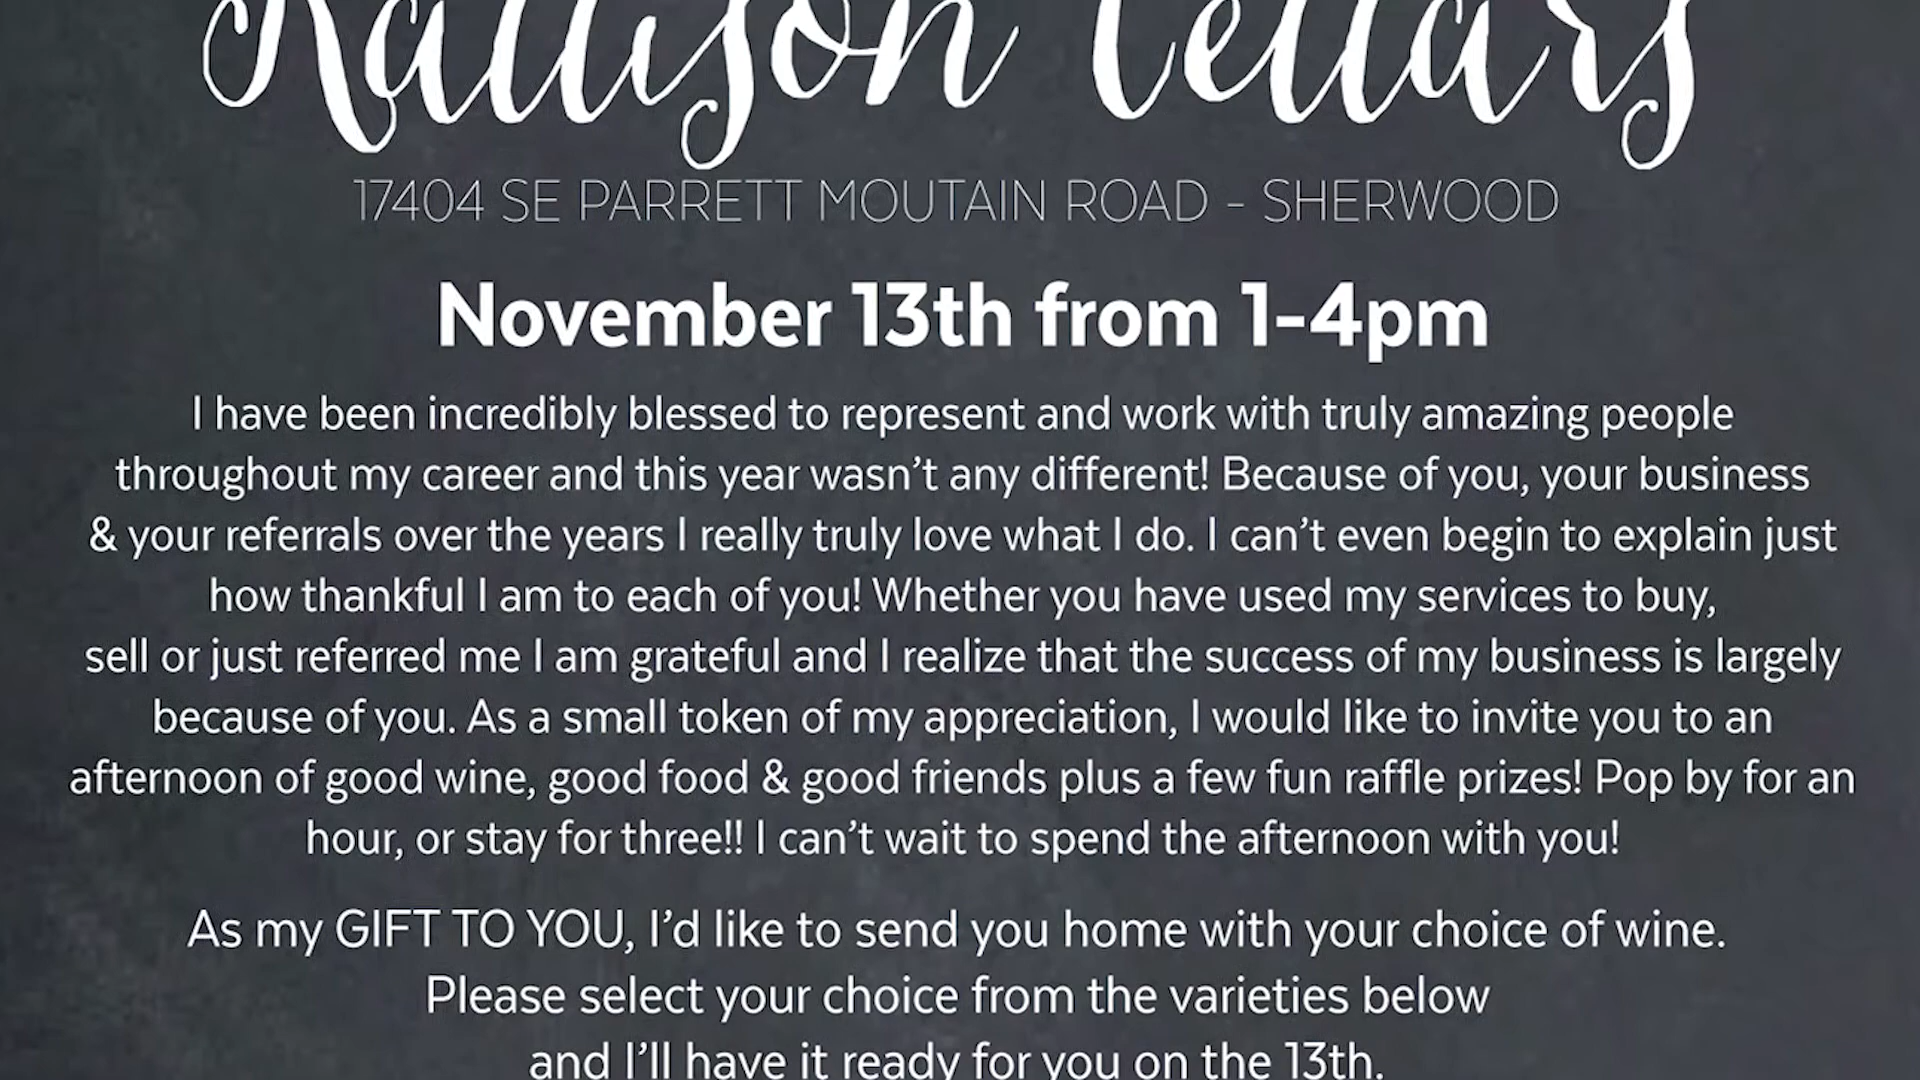 Rallison Cellars
17404 SE PARRETT MOUTAIN ROAD - SHERWOOD
November 13th from 1-4pm
I have been incredibly blessed to represent and work with truly amazing people
throughout my career and this year wasn’t any different! Because of you, your business
& your referrals over the years I really truly love what I do. I can’t even begin to explain just
how thankful I am to each of you! Whether you have used my services to buy,
sell or just referred me I am grateful and I realize that the success of my business is largely
because of you. As a small token of my appreciation, I would like to invite you to an
afternoon of good wine, good food & good friends plus a few fun raffle prizes! Pop by for an
hour, or stay for three!! I can’t wait to spend the afternoon with you!
As my GIFT TO YOU, I’d like to send you home with your choice of wine.
Please select your choice from the varieties below
and I’ll have it ready for you on the 13th.